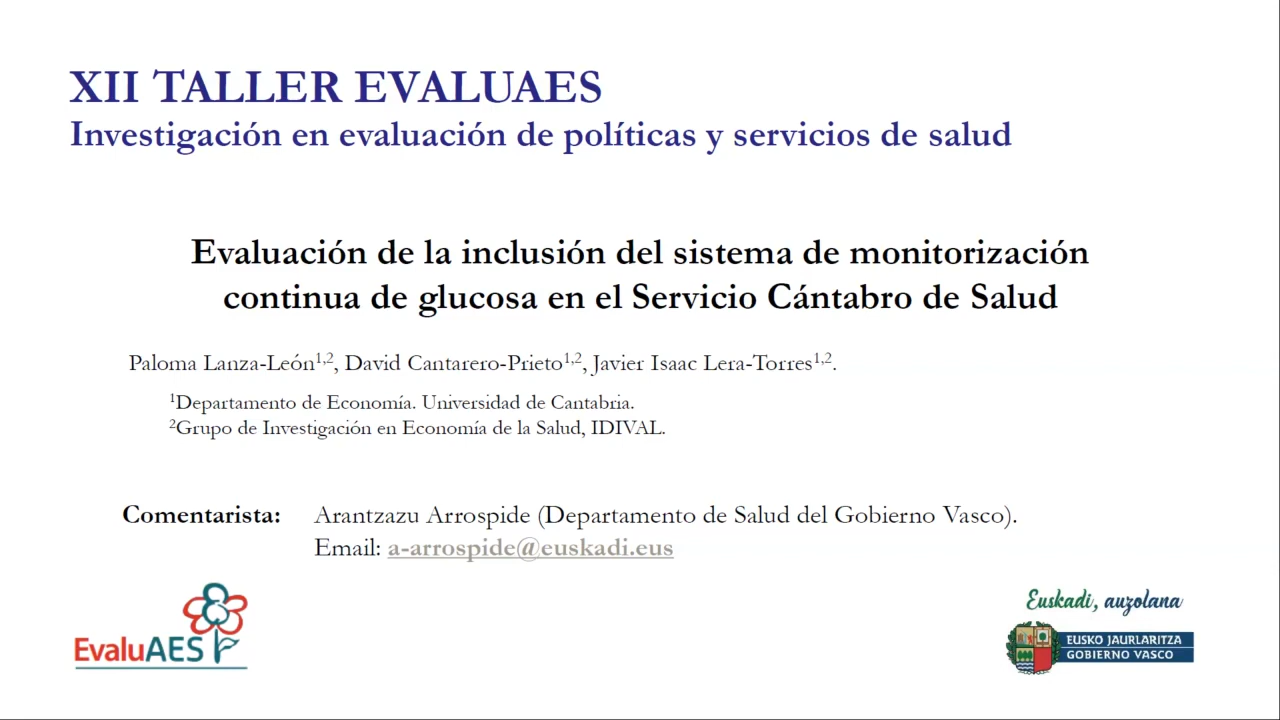 XII TALLER EVALUAES
Investigación en evaluación de políticas y servicios de salud
Evaluación de la inclusión del sistema de monitorización
continua de glucosa en el Servicio Cántabro de Salud
Paloma Lanza-León1,2, David Cantarero-Prieto1,2, Javier Isaac Lera-Torres1,2.
1Departamento de Economía. Universidad de Cantabria.
2Grupo de Investigación en Economía de la Salud, IDIVAL.
Comentarista: Arantzazu Arrospide (Departamento de Salud del Gobierno Vasco).
Email: a-arrospide@euskadi.eus
EvaluAES
Euskadi, auzolana
EUSKO JAURLARITZA
GOBIERNO VASCO